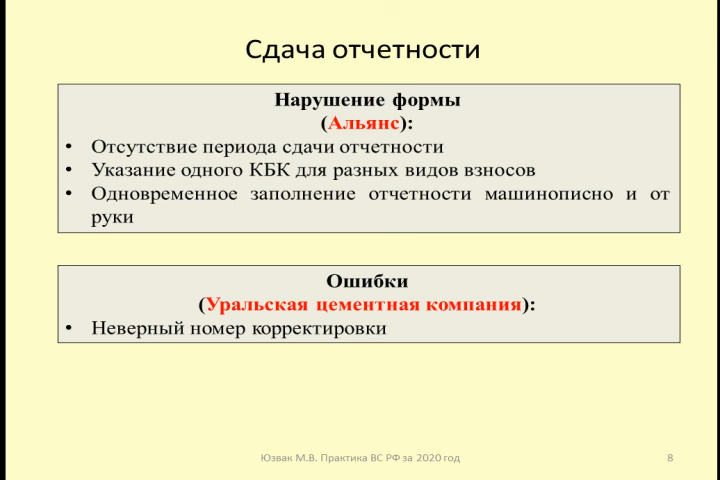 Сдача отчетности
Нарушение формы
(Альянс):
• Отсутствие периода сдачи отчетности
• Указание одного КБК для разных видов взносов
• Одновременное заполнение отчетности машинописно и от
руки
Ошибки
(Уральская цементная компания):
• Неверный номер корректировки
Юзвак М.В. Практика ВС РФ за 2020 год
8